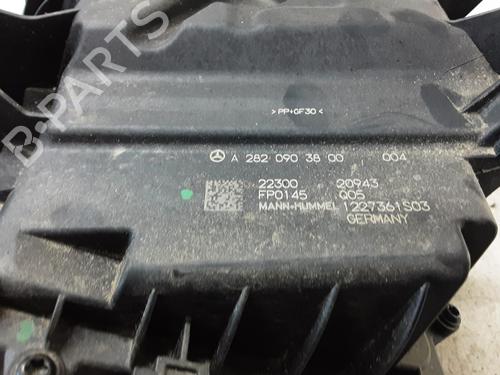 >PP+GF30<
A 282 090 38 00 004
22300 20943
FP0145 Q05
MANN+HUMMEL 1227361S03
GERMANY
B-PARTS